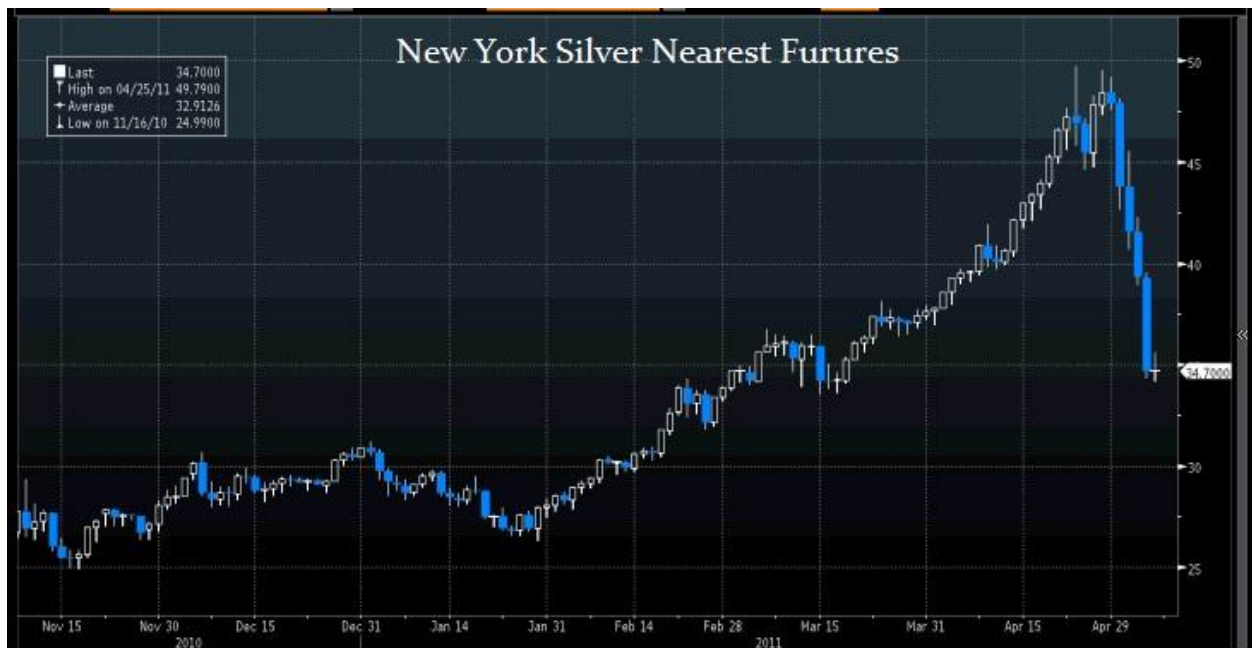 New York Silver Nearest Furures
Last 34.7000
High on 04/25/11 49.7900
Average 32.9126
Low on 11/16/10 24.9900
50
45
40
34.7000
30
25
Nov 15 Nov 30 Dec 15 Dec 31 Jan 14 Jan 31 Feb 14 Feb 28 Mar 15 Mar 31 Apr 15 Apr 29
2010 2011